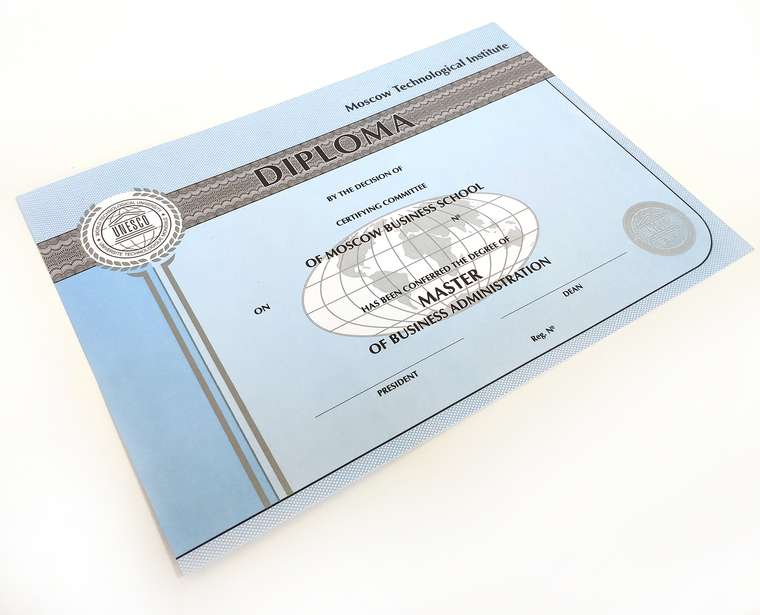 Moscow Technological Institute
DIPLOMA
UNESCO
BY THE DECISION OF
CERTIFYING COMMITTEE
OF MOSCOW BUSINESS SCHOOL
Nº
ON
HAS BEEN CONFERRED THE DEGREE OF
MASTER
OF BUSINESS ADMINISTRATION
PRESIDENT
DEAN
Reg. Nº